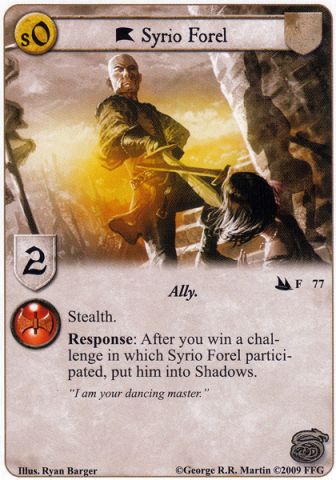 s0
Syrio Forel
2
Ally.
F 77
Stealth.
Response: After you win a chal-
lenge in which Syrio Forel partici-
pated, put him into Shadows.
"I am your dancing master."
Illus. Ryan Barger
©George R.R. Martin ©2009 FFG